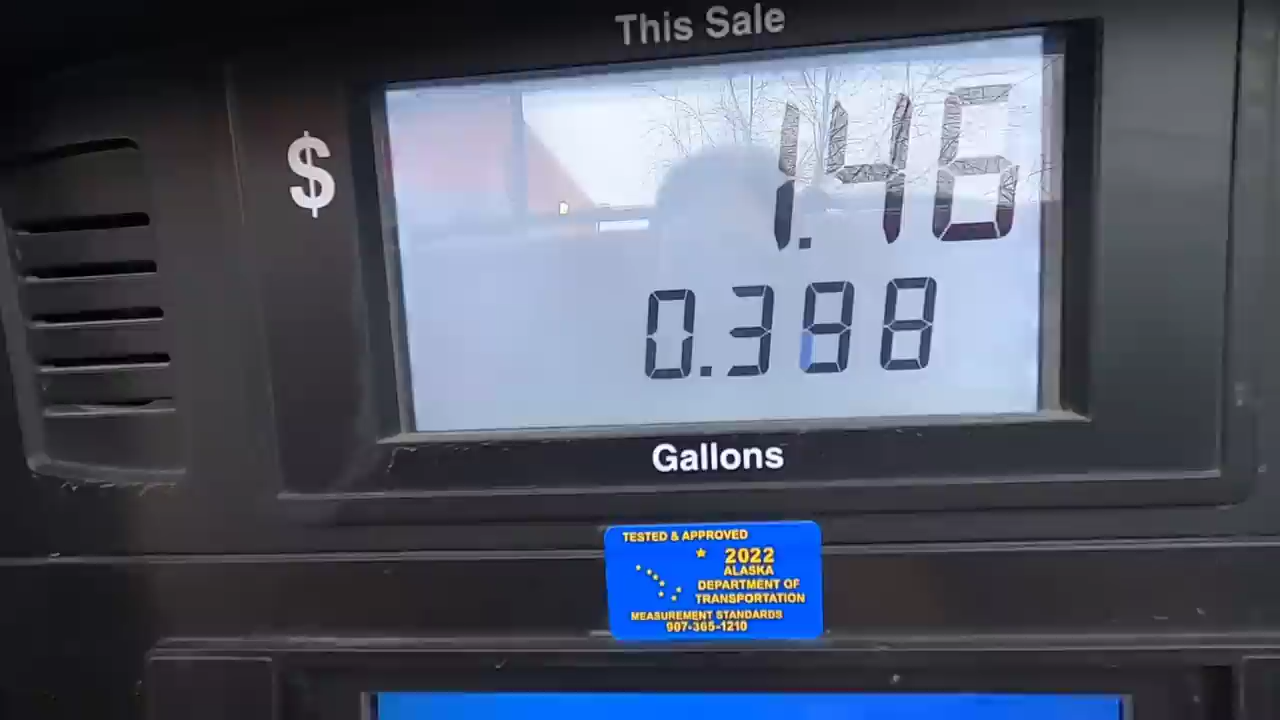 This Sale
$
1.46
0.388
Gallons
TESTED & APPROVED
2022
ALASKA
DEPARTMENT OF
TRANSPORTATION
MEASUREMENT STANDARDS
907-365-1210